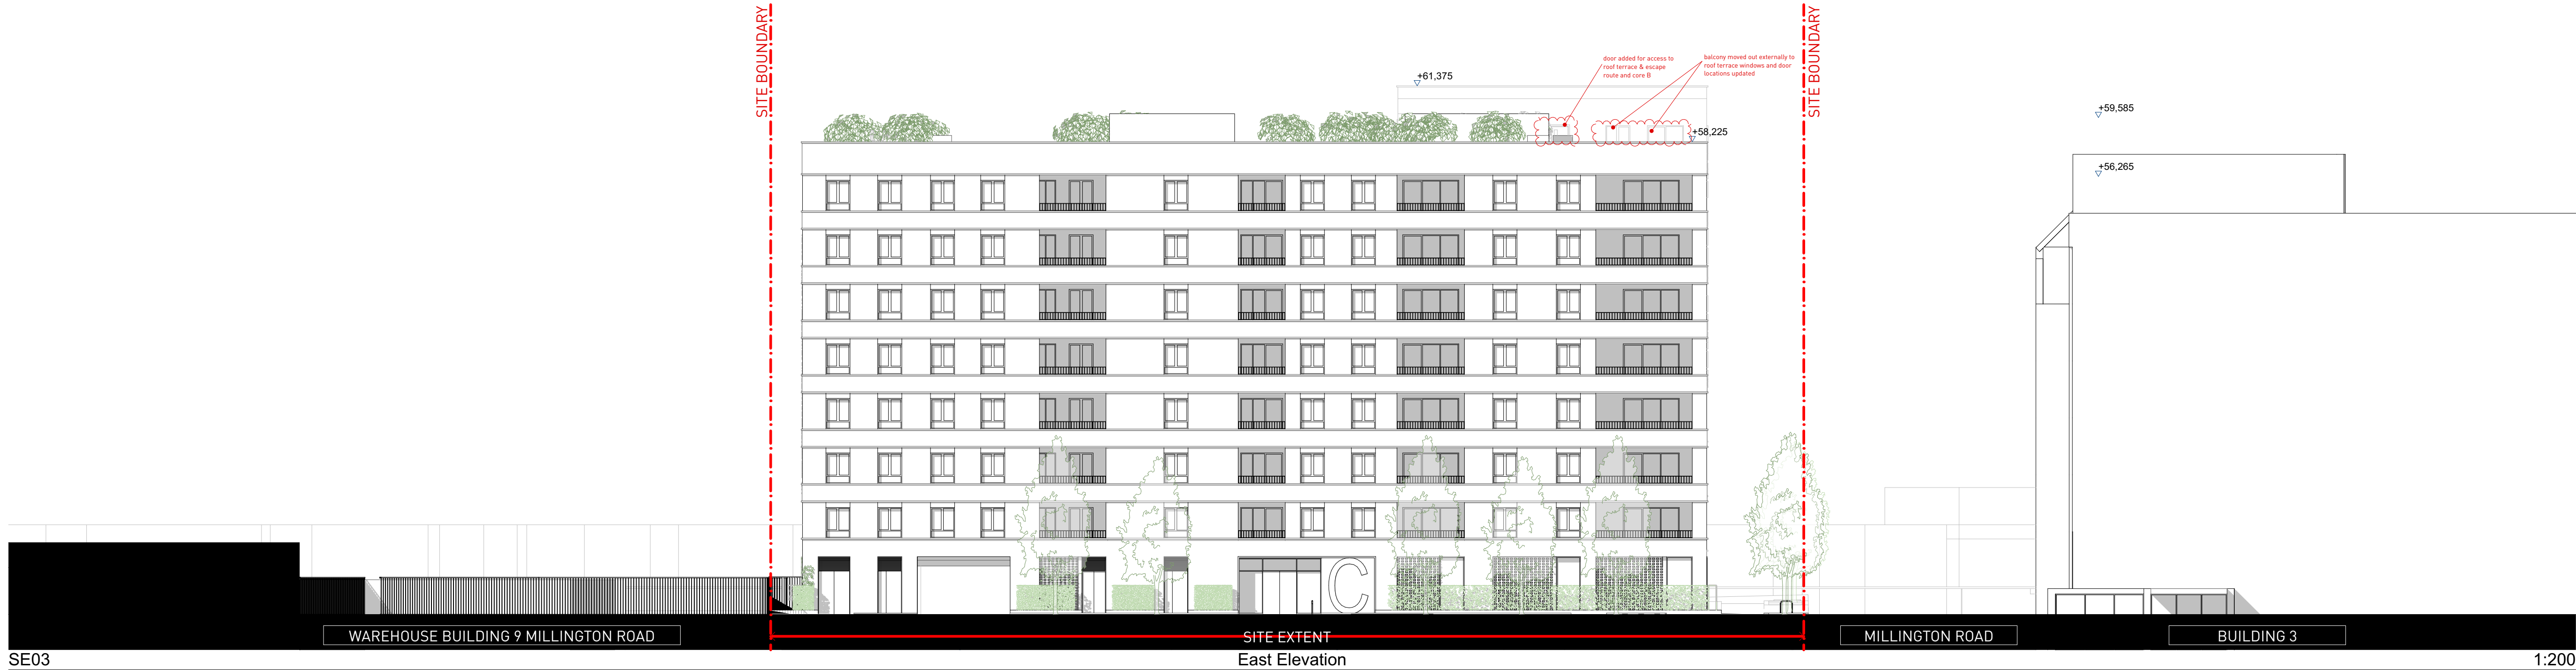 SITE BOUNDARY
SITE BOUNDARY
door added for access to
roof terrace & escape
route and core B
balcony moved out externally to
roof terrace windows and door
locations updated
+61,375
+58,225
+59,585
+56,265
C
WAREHOUSE BUILDING 9 MILLINGTON ROAD
SITE EXTENT
MILLINGTON ROAD
BUILDING 3
SE03
East Elevation
1:200